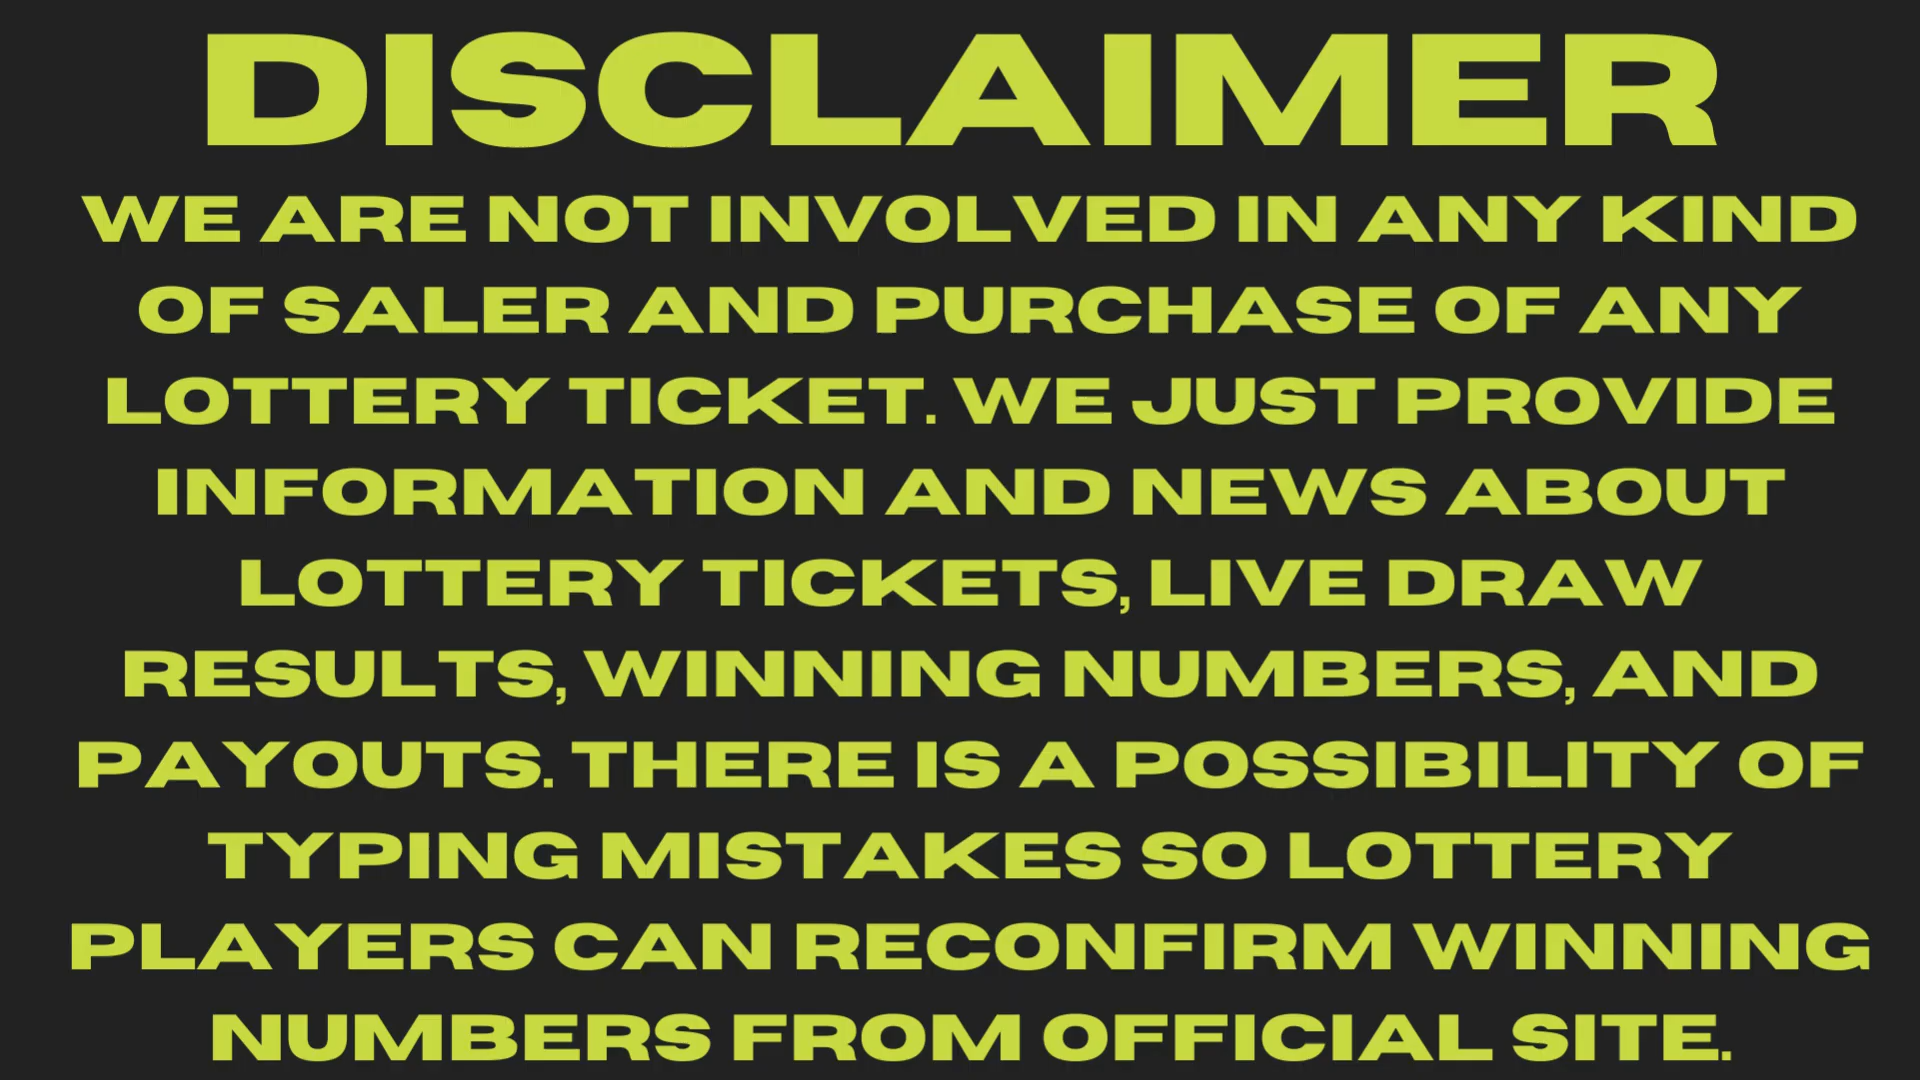 DISCLAIMER
WE ARE NOT INVOLVED IN ANY KIND
OF SALER AND PURCHASE OF ANY
LOTTERY TICKET. WE JUST PROVIDE
INFORMATION AND NEWS ABOUT
LOTTERY TICKETS, LIVE DRAW
RESULTS, WINNING NUMBERS, AND
PAYOUTS. THERE IS A POSSIBILITY OF
TYPING MISTAKES SO LOTTERY
PLAYERS CAN RECONFIRM WINNING
NUMBERS FROM OFFICIAL SITE.